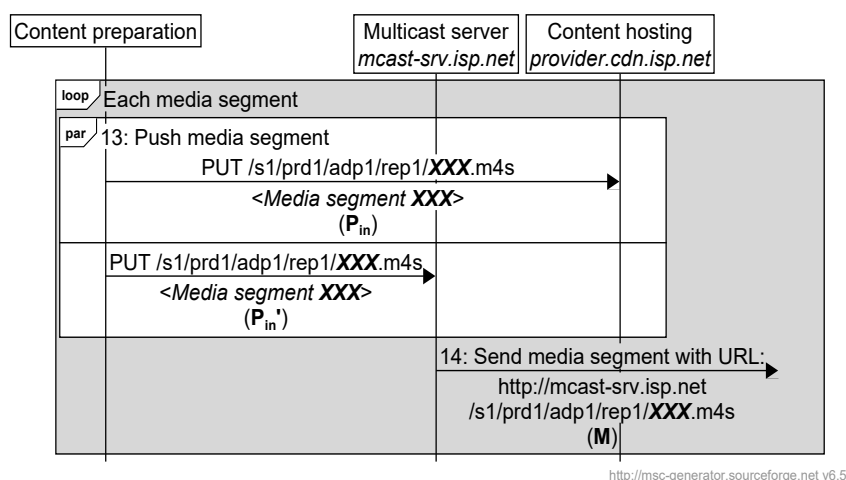 Content preparation
Multicast server
mcast-srv.isp.net
Content hosting
provider.cdn.isp.net
loop
Each media segment
par
13: Push media segment
PUT /s1/prd1/adp1/rep1/XXX.m4s
<Media segment XXX>
(Pin)
PUT /s1/prd1/adp1/rep1/XXX.m4s
<Media segment XXX>
(Pin')
14: Send media segment with URL:
http://mcast-srv.isp.net
/s1/prd1/adp1/rep1/XXX.m4s
(M)
http://msc-generator.sourceforge.net v6.5